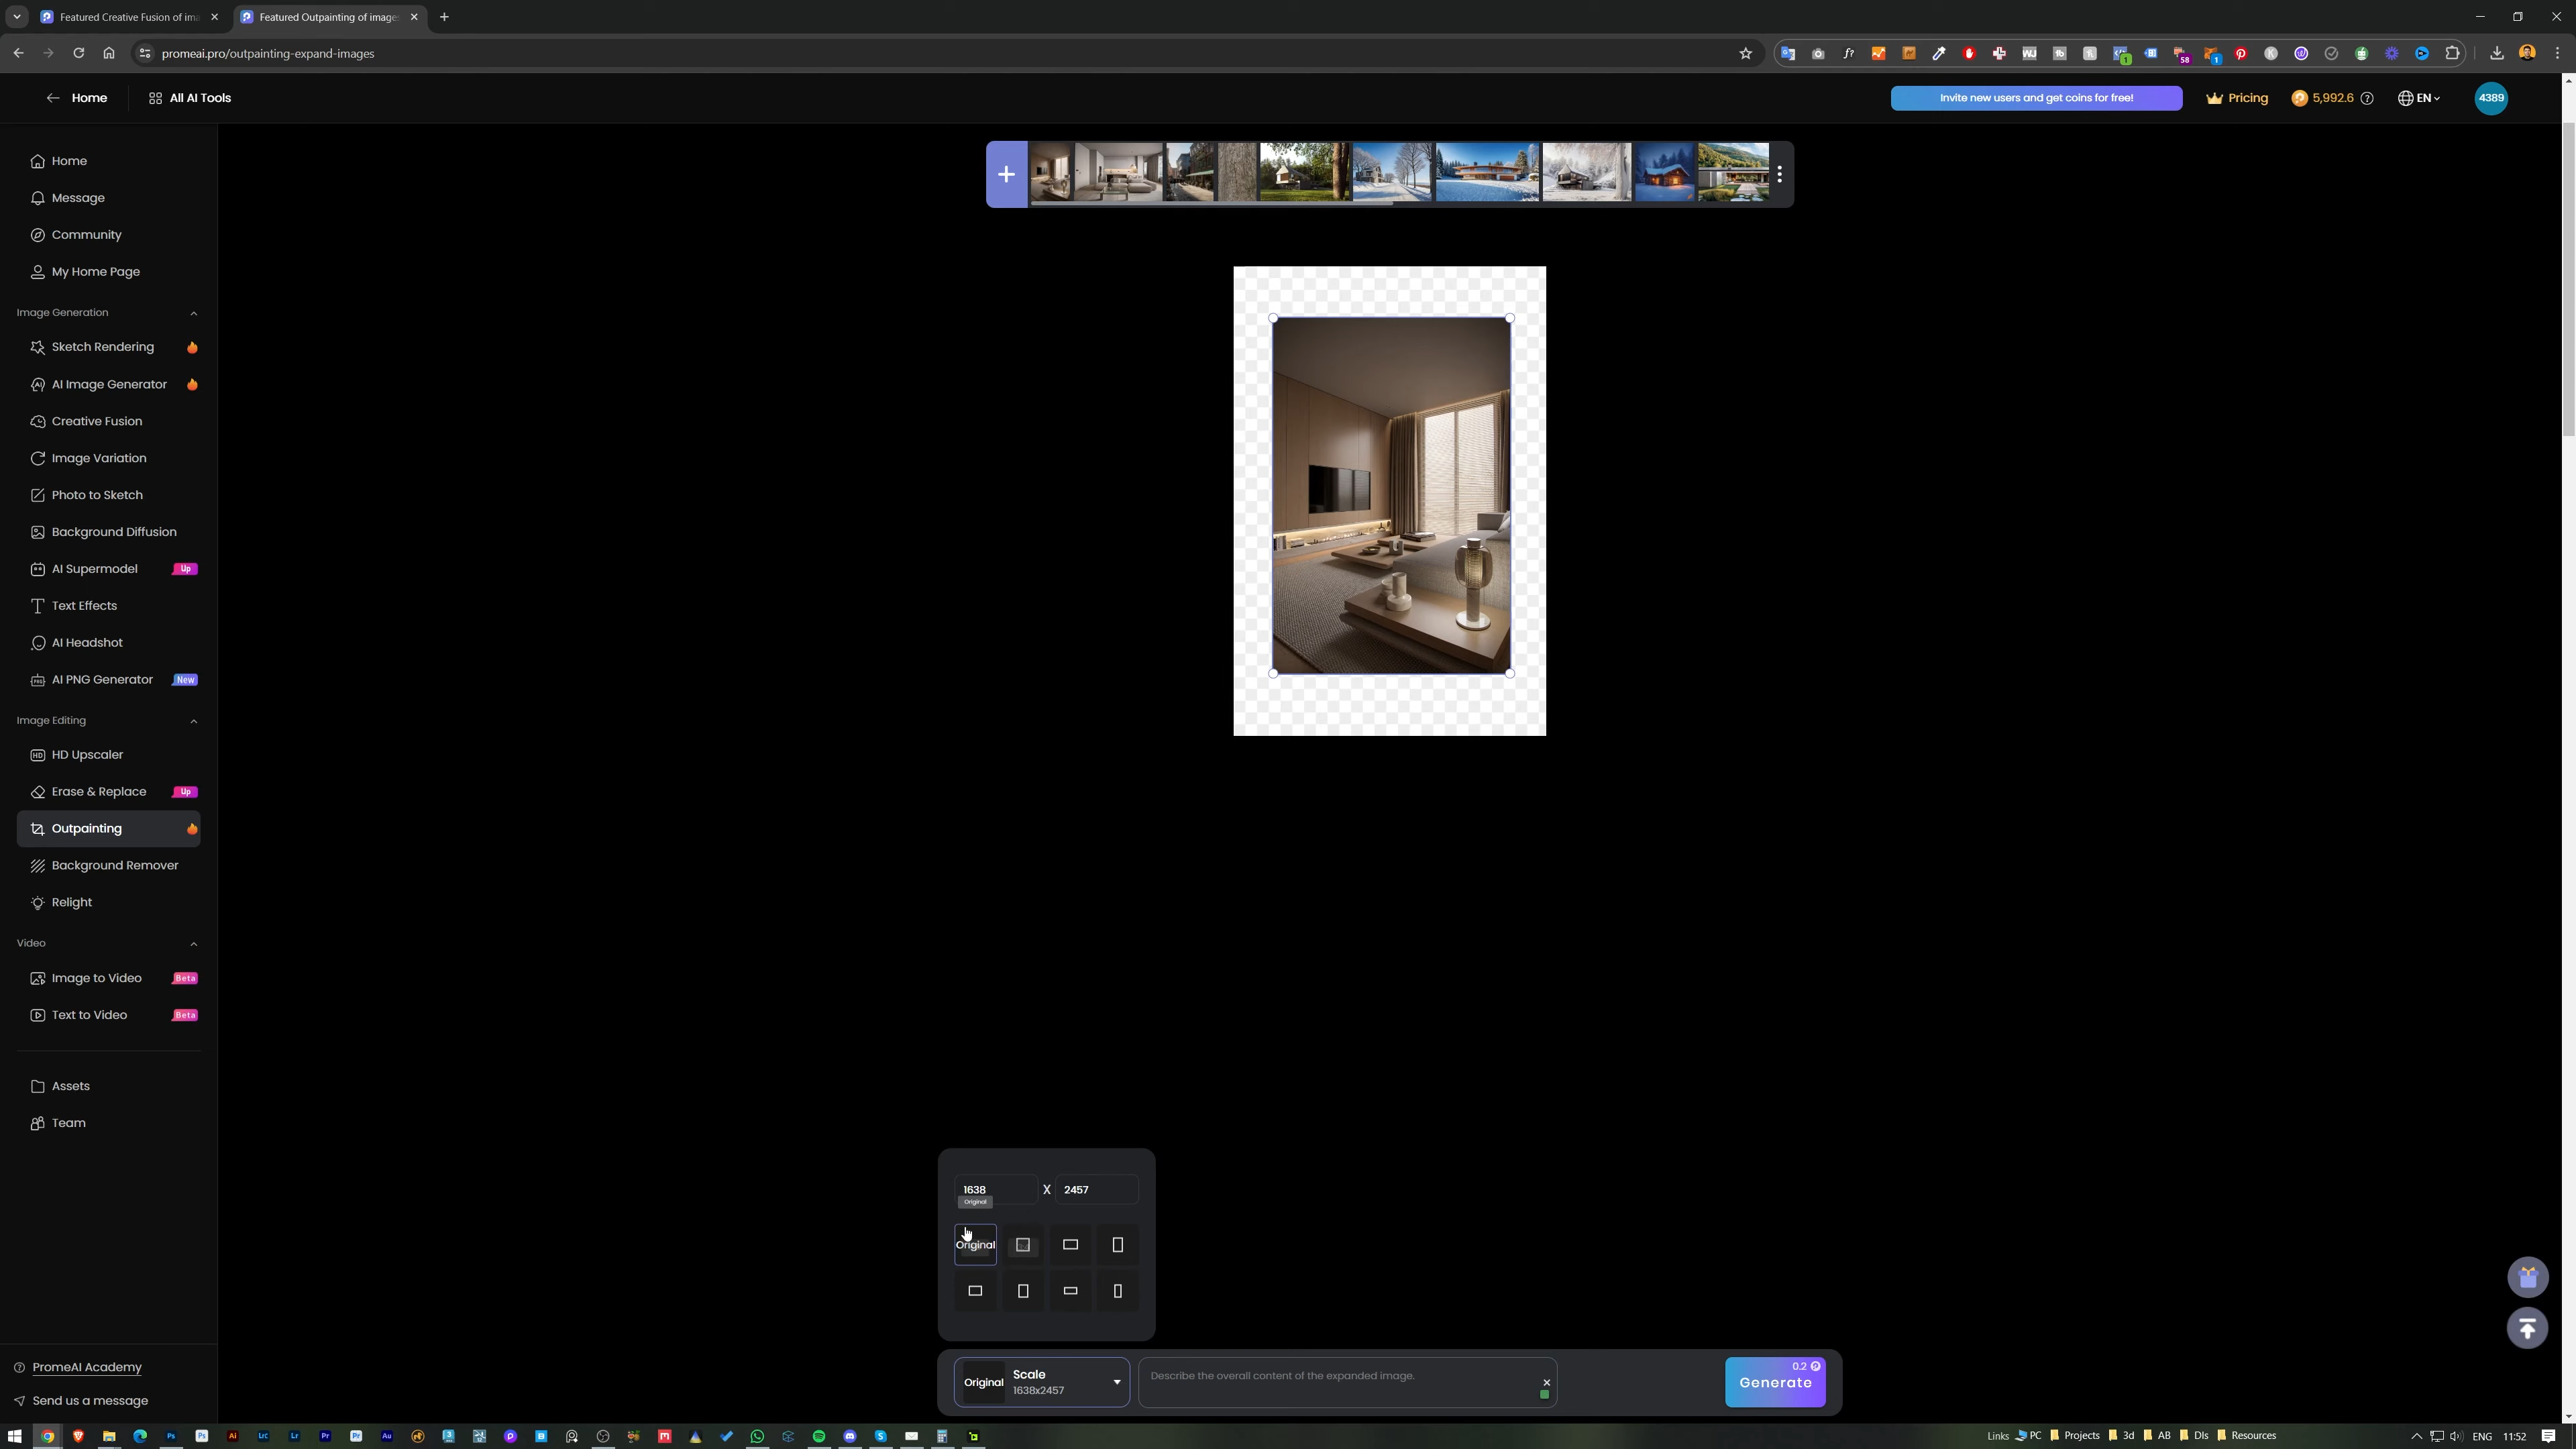 Featured Creative Fusion of ima
Featured Outpainting of images
promeai.pro/outpainting-expand-images
Home
All AI Tools
Invite new users and get coins for free!
Pricing
5,992.6
EN
4389
Home
Message
Community
My Home Page
Image Generation
Sketch Rendering
AI Image Generator
Creative Fusion
Image Variation
Photo to Sketch
Background Diffusion
AI Supermodel
Up
Text Effects
AI Headshot
AI PNG Generator
New
Image Editing
HD Upscaler
Erase & Replace
Up
Outpainting
Background Remover
Relight
Video
Image to Video
Beta
Text to Video
Beta
Assets
Team
PromeAI Academy
Send us a message
1638 X 2457
Original
Original
Original
Scale
1638x2457
Describe the overall content of the expanded image.
0.2
Generate
Links
PC
Projects
3d
AB
DIs
Resources
ENG
11:52